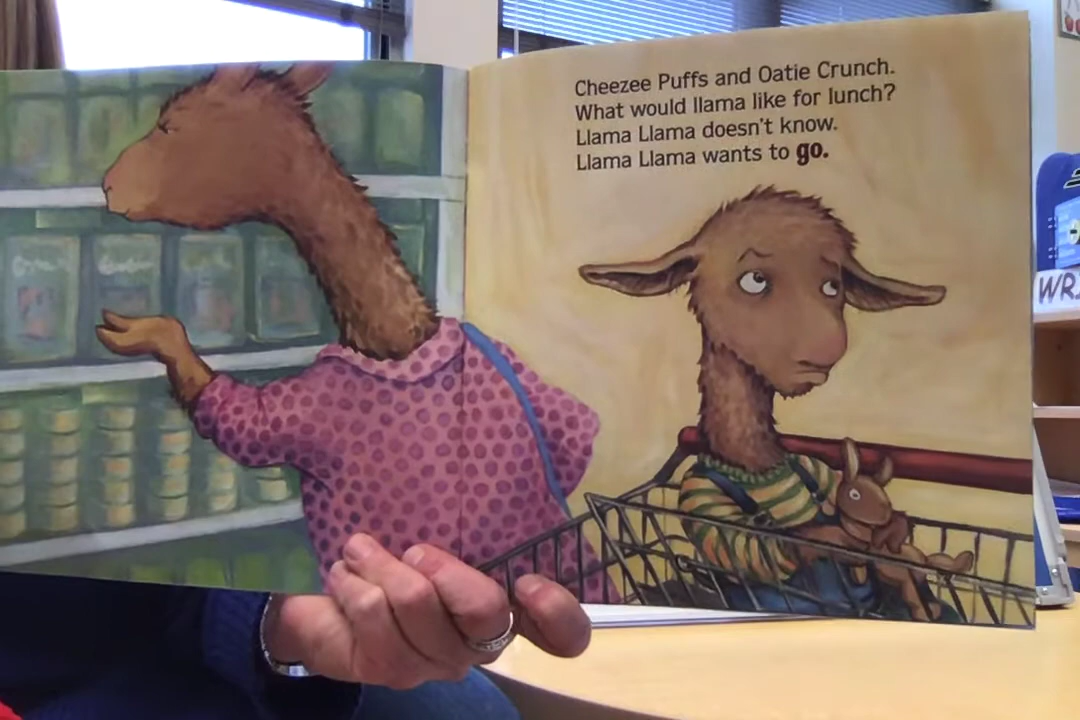 Cheezee Puffs and Oatie Crunch.
What would llama like for lunch?
Llama Llama doesn't know.
Llama Llama wants to go.